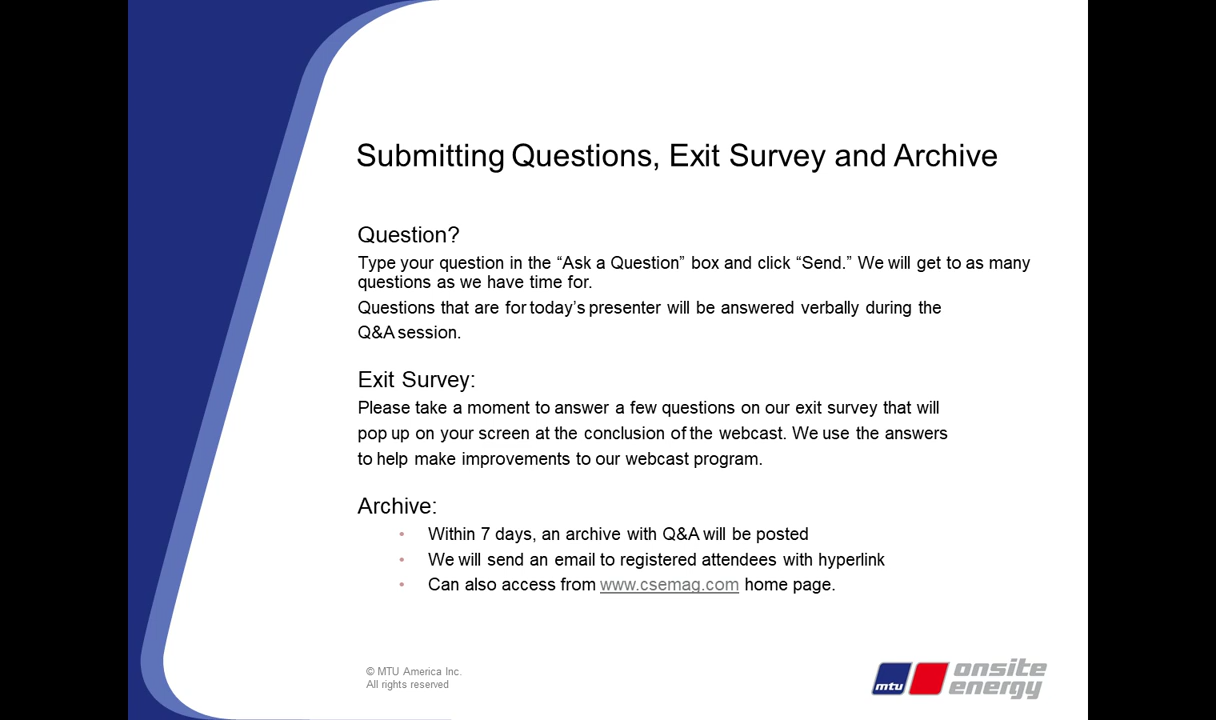 Submitting Questions, Exit Survey and Archive
Question?
Type your question in the “Ask a Question” box and click “Send.” We will get to as many
questions as we have time for.
Questions that are for today’s presenter will be answered verbally during the
Q&A session.
Exit Survey:
Please take a moment to answer a few questions on our exit survey that will
pop up on your screen at the conclusion of the webcast. We use the answers
to help make improvements to our webcast program.
Archive:
• Within 7 days, an archive with Q&A will be posted
• We will send an email to registered attendees with hyperlink
• Can also access from www.csemag.com home page.
© MTU America Inc.
All rights reserved
mtu onsite
energy